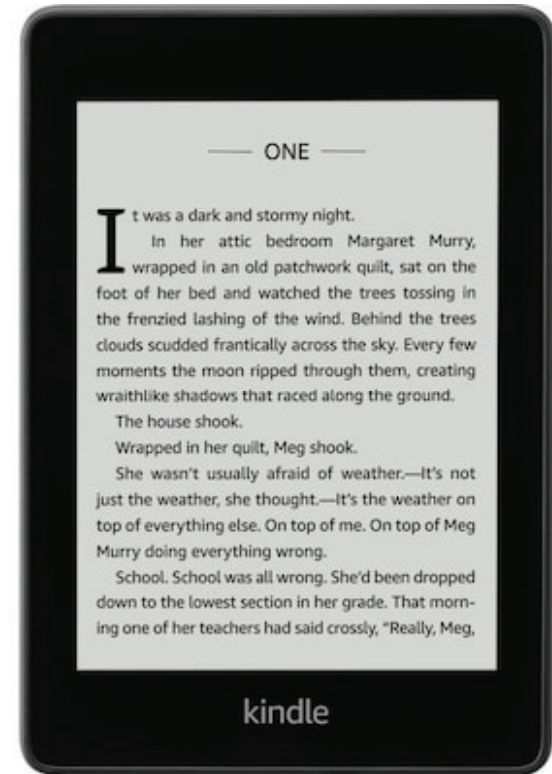 ONE
It was a dark and stormy night.
In her attic bedroom Margaret Murry,
wrapped in an old patchwork quilt, sat on the
foot of her bed and watched the trees tossing in
the frenzied lashing of the wind. Behind the trees
clouds scudded frantically across the sky. Every few
moments the moon ripped through them, creating
wraithlike shadows that raced along the ground.
The house shook.
Wrapped in her quilt, Meg shook.
She wasn't usually afraid of weather.—It's not
just the weather, she thought.—It's the weather on
top of everything else. On top of me. On top of Meg
Murry doing everything wrong.
School. School was all wrong. She'd been dropped
down to the lowest section in her grade. That morn-
ing one of her teachers had said crossly, “Really, Meg,
kindle